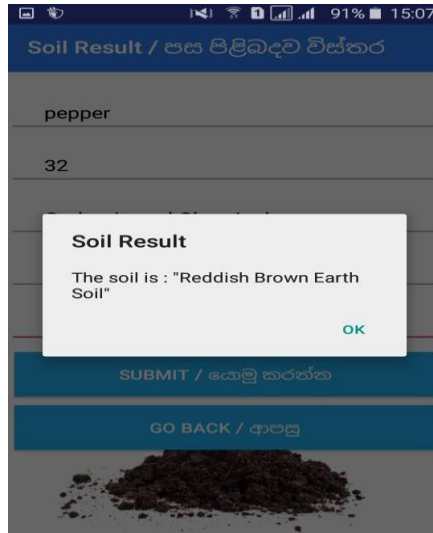 91% 15:07
Soil Result / පස පිළිබදව විස්තර
pepper
32
Soil Result
The soil is : "Reddish Brown Earth
Soil"
OK
SUBMIT / යොමු කරන්න
GO BACK / ආපසු